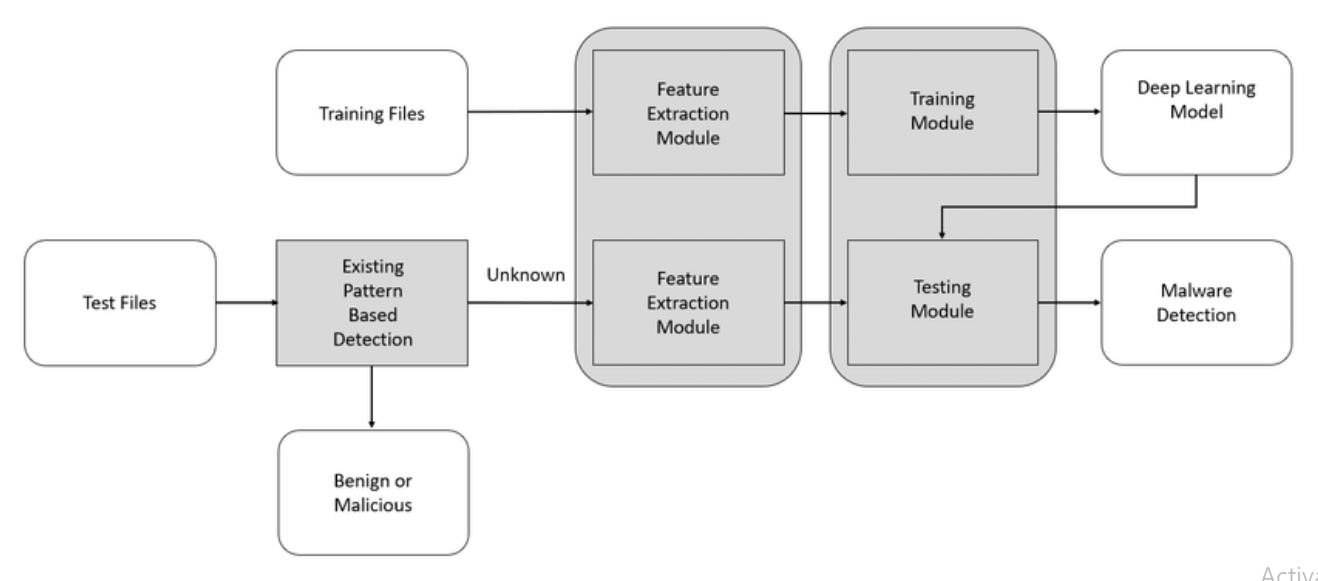 Training Files
Feature
Extraction
Module
Training
Module
Deep Learning
Model
Test Files
Existing
Pattern
Based
Detection
Unknown
Feature
Extraction
Module
Testing
Module
Malware
Detection
Benign or
Malicious